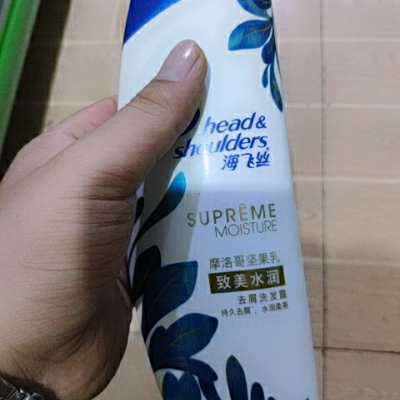 head&
shoulders
海飞丝
SUPRÊME
MOISTURE
摩洛哥坚果乳
致美水润
去屑洗发露
持久去屑，水润柔美